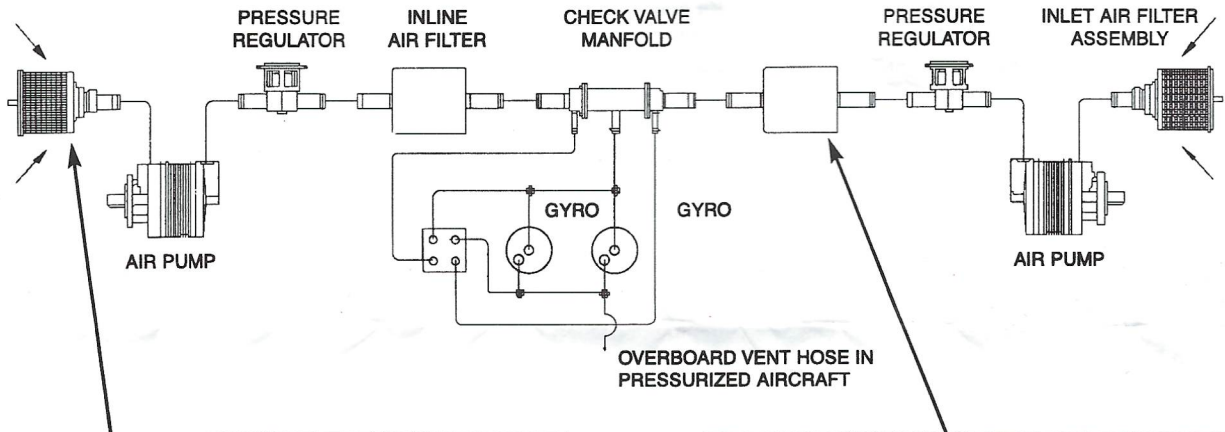 PRESSURE
REGULATOR
INLINE
AIR FILTER
CHECK VALVE
MANFOLD
PRESSURE
REGULATOR
INLET AIR FILTER
ASSEMBLY
GYRO
GYRO
AIR PUMP
AIR PUMP
OVERBOARD VENT HOSE IN
PRESSURIZED AIRCRAFT